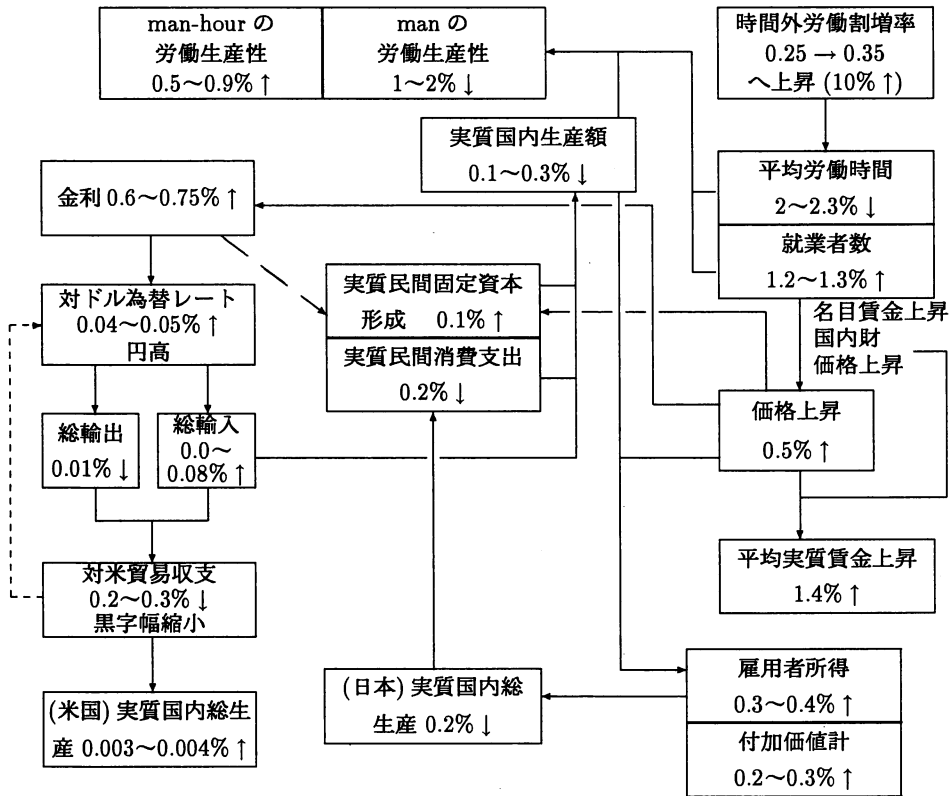 man-hour の
労働生産性
0.5〜0.9% ↑
man の
労働生産性
1〜2% ↓
時間外労働割増率
0.25 → 0.35
へ上昇 (10% ↑)
実質国内生産額
0.1〜0.3% ↓
平均労働時間
2〜2.3% ↓
就業者数
1.2〜1.3% ↑
金利 0.6〜0.75% ↑
対ドル為替レート
0.04〜0.05% ↑
円高
実質民間固定資本
形成 0.1% ↑
実質民間消費支出
0.2% ↓
名目賃金上昇
国内財
価格上昇
価格上昇
0.5% ↑
総輸出
0.01% ↓
総輸入
0.0〜
0.08% ↑
平均実質賃金上昇
1.4% ↑
対米貿易収支
0.2〜0.3% ↓
黒字幅縮小
(米国) 実質国内総生
産 0.003〜0.004% ↑
(日本) 実質国内総
生産 0.2% ↓
雇用者所得
0.3〜0.4% ↑
付加価値計
0.2〜0.3% ↑